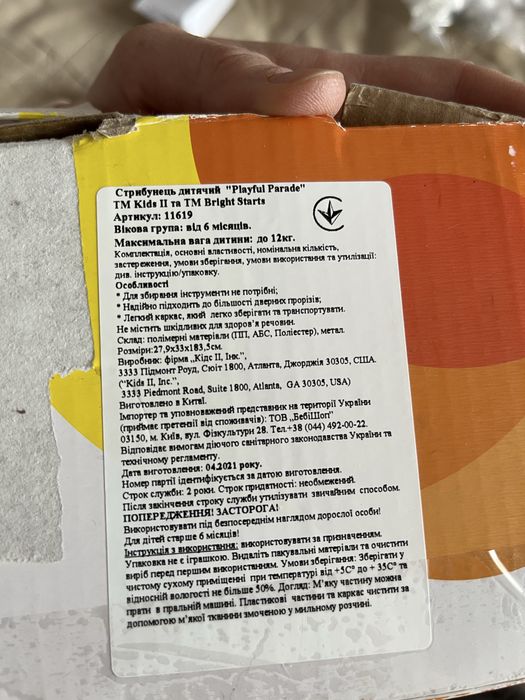 Стрибунець дитячий "Playful Parade"
ТМ Kids II та ТМ Bright Starts
Артикул: 11619
Вікова група: від 6 місяців.
Максимальна вага дитини: до 12кг.
Комплектація, основні властивості, номінальна кількість,
застереження, умови зберігання, умови використання та утилізації:
див. інструкцію/упаковку.
Особливості
* Для збирання інструменти не потрібні;
* Надійно підходить до більшості дверних прорізів;
* Легкий каркас, який легко зберігати та транспортувати.
Не містить шкідливих для здоров'я речовин.
Склад: полімерні матеріали (ПП, АБС, Поліестер), метал.
Розміри:27,9x33x183,5см.
Виробник: фірма „Кідс II, Інк.",
3333 Підмонт Роуд, Сюіт 1800, Атланта, Джорджія 30305, США.
("Kids II, Inc.",
3333 Piedmont Road, Suite 1800, Atlanta, GA 30305, USA)
Виготовлено в Китаї.
Імпортер та уповноважений представник на території України
(приймає претензії від споживачів): ТОВ „БебіШоп"
03150, м. Київ, вул. Фізкультури 28. Тел.+38 (044) 492-00-22.
Відповідає вимогам діючого санітарного законодавства України та
технічному регламенту.
Дата виготовлення: 04.2021 року.
Номер партії ідентифікується за датою виготовлення.
Строк служби: 2 роки. Строк придатності: необмежений.
Після закінчення строку служби утилізувати звичайним способом.
ПОПЕРЕДЖЕННЯ! ЗАСТОРОГА!
Використовувати під безпосереднім наглядом дорослої особи!
Для дітей старше 6 місяців!
Інструкція з використання: використовувати за призначенням.
Упаковка не є іграшкою. Видаліть пакувальні матеріали та очистити
виріб перед першим використанням. Умови зберігання: Зберігати у
чистому сухому приміщенні при температурі від +5C° до + 35C° та
відносній вологості не більше 50%. Догляд: М'яку частину можна
прати в пральній машині. Пластикові частини та каркас чистити за
допомогою м'якої тканини змоченою у мильному розчині.